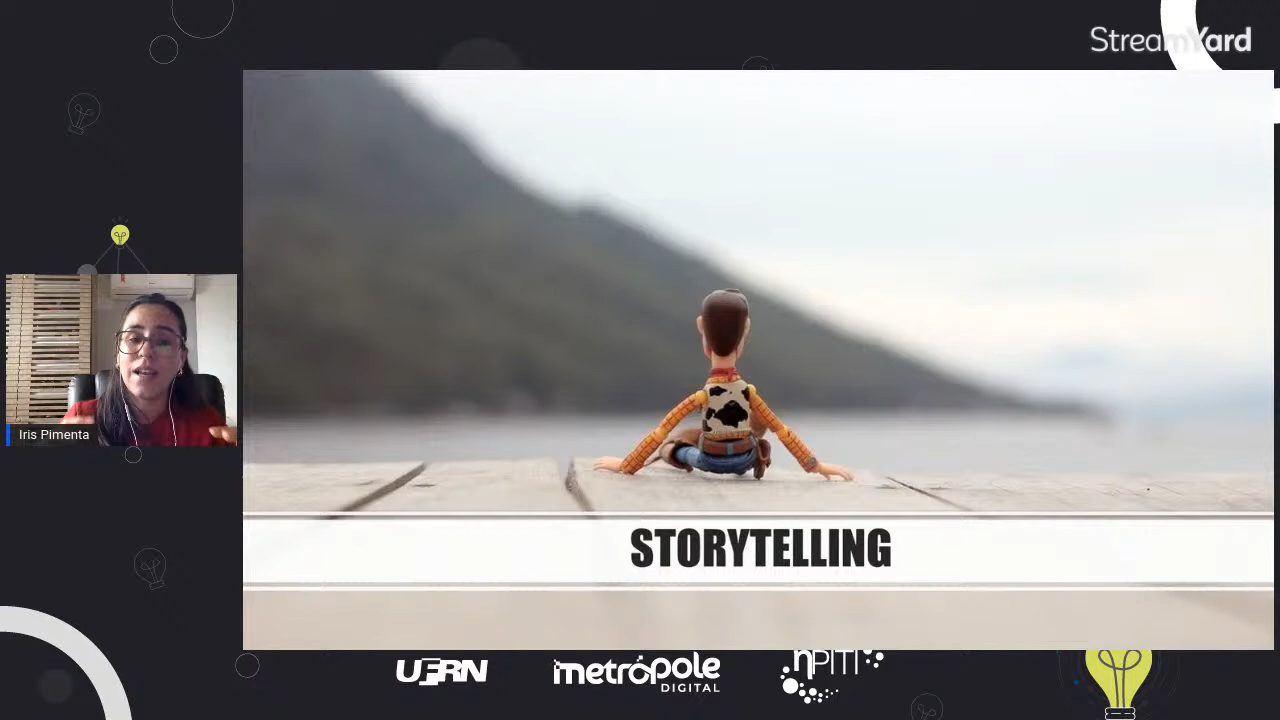 StreamYard
Iris Pimenta
STORYTELLING
UFRN
metrópole
DIGITAL
nPITI